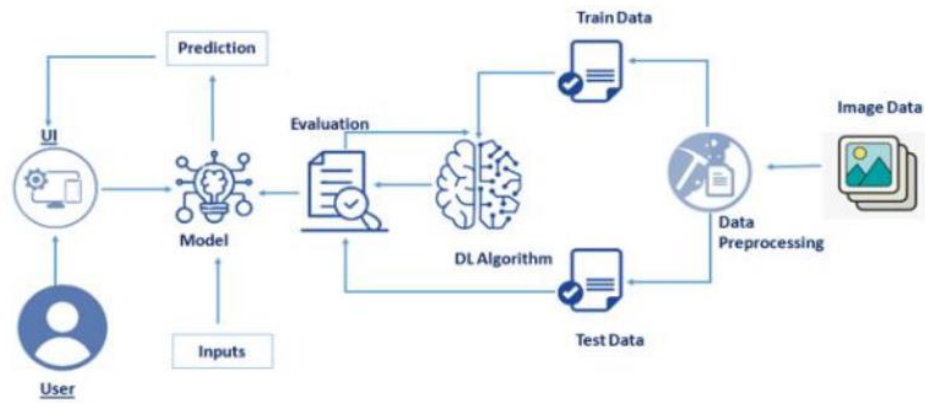 Train Data
Prediction
Image Data
Evaluation
UI
Model
Data
Preprocessing
DL Algorithm
Test Data
Inputs
User